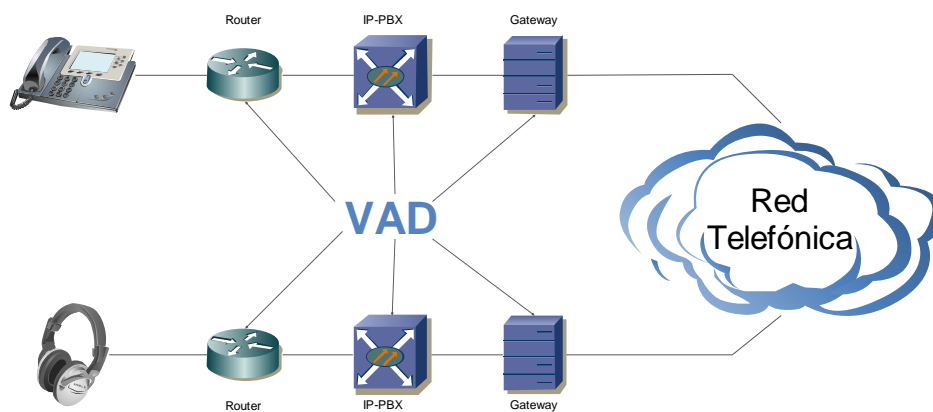 Router
IP-PBX
Gateway
VAD
Red
Telefónica
Router
IP-PBX
Gateway